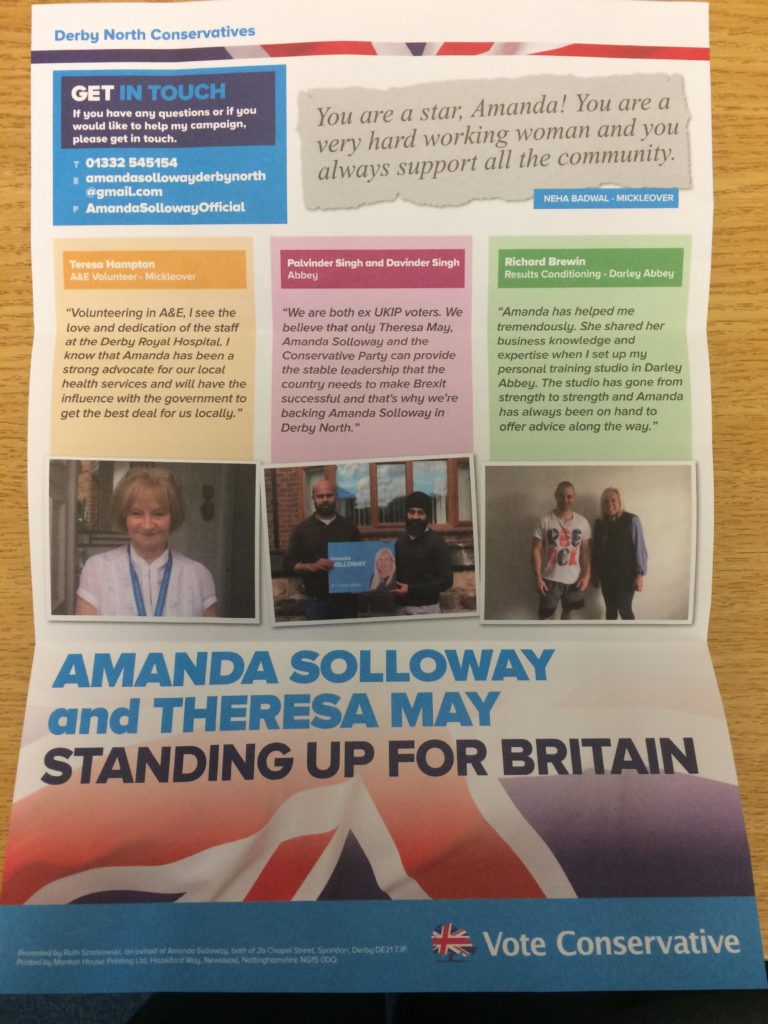 Derby North Conservatives
GET IN TOUCH
If you have any questions or if you
would like to help my campaign,
please get in touch.
T 01332 545154
E amandasollowayderbynorth
@gmail.com
F AmandaSollowayOfficial
You are a star, Amanda! You are a
very hard working woman and you
always support all the community.
NEHA BADWAL - MICKLEOVER
Teresa Hampton
A&E Volunteer - Mickleover
“Volunteering in A&E, I see the
love and dedication of the staff
at the Derby Royal Hospital. I
know that Amanda has been a
strong advocate for our local
health services and will have the
influence with the government to
get the best deal for us locally.”
Palvinder Singh and Davinder Singh
Abbey
“We are both ex UKIP voters. We
believe that only Theresa May,
Amanda Solloway and the
Conservative Party can provide
the stable leadership that the
country needs to make Brexit
successful and that's why we're
backing Amanda Solloway in
Derby North.”
Richard Brewin
Results Conditioning - Darley Abbey
“Amanda has helped me
tremendously. She shared her
business knowledge and
expertise when I set up my
personal training studio in Darley
Abbey. The studio has gone from
strength to strength and Amanda
has always been on hand to
offer advice along the way.”
AMANDA
SOLLOWAY
AMANDA SOLLOWAY
and THERESA MAY
STANDING UP FOR BRITAIN
Promoted by Ruth Szarkowski, on behalf of Amanda Solloway, both of 2b Chapel Street, Spondon, Derby DE21 7JP.
Printed by Manton House Printing Ltd, Hazelford Way, Newstead, Nottinghamshire NG15 0DQ.
Vote Conservative